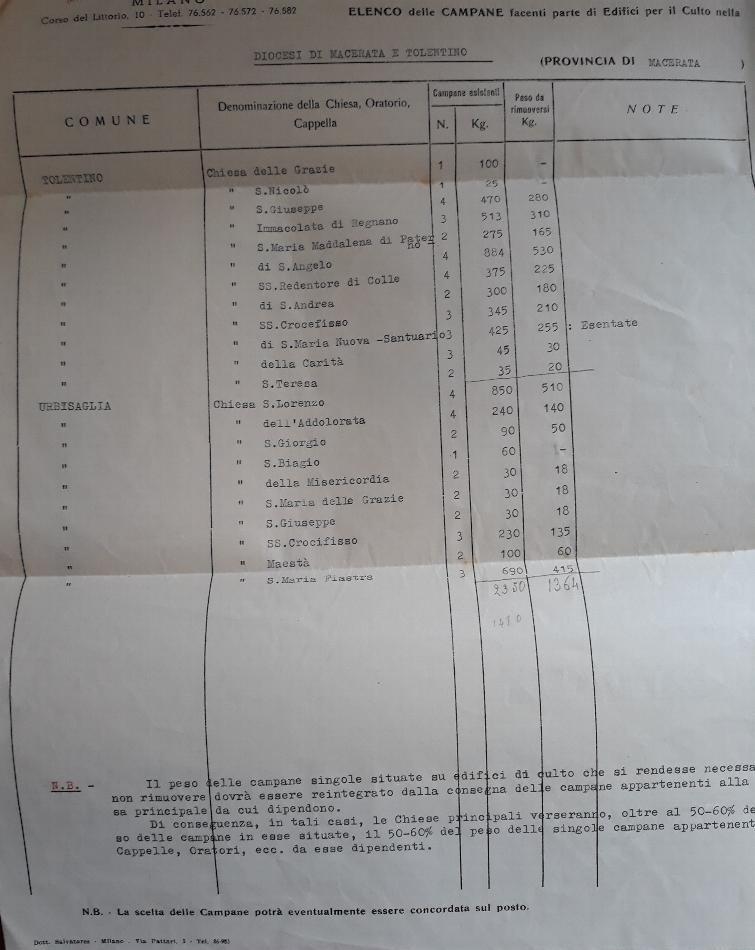 MILANO
Corso del Littorio, 10 - Telef. 76.562 - 76.572 - 76.582
ELENCO delle CAMPANE facenti parte di Edifici per il Culto nella
DIOCESI DI MACERATA E TOLENTINO
(PROVINCIA DI MACERATA )
COMUNE Denominazione della Chiesa, Oratorio, Cappella Campane esistenti N. Kg. Peso da rimuoversi Kg. NOTE
TOLENTINO Chiesa delle Grazie 1 100 -
" " S.Nicolò 1 25 -
" " S.Giuseppe 4 470 280
" " Immacolata di Regnano 3 513 310
" " S.Maria Maddalena di Paterno 2 275 165
" " di S.Angelo 4 884 530
" " SS.Redentore di Colle 4 375 225
" " di S.Andrea 2 300 180
" " SS.Crocefisso 3 345 210
" " di S.Maria Nuova -Santuario 3 425 255 : Esentate
" " della Carità 3 45 30
" " S.Teresa 2 35 20
URBISAGLIA Chiesa S.Lorenzo 4 850 510
" " dell'Addolorata 4 240 140
" " S.Giorgio 2 90 50
" " S.Biagio 1 60 -
" " della Misericordia 2 30 18
" " S.Maria delle Grazie 2 30 18
" " S.Giuseppe 2 30 18
" " SS.Crocifisso 3 230 135
" " Maestà 2 100 60
" " S.Maria Piastra 3 690 415
2350 1364
N.B. - Il peso delle campane singole situate su edifici di culto che si rendesse necessa
non rimuovere dovrà essere reintegrato dalla consegna delle campane appartenenti alla
sa principale da cui dipendono.
Di conseguenza, in tali casi, le Chiese principali verseranno, oltre al 50-60% de
so delle campane in esse situate, il 50-60% del peso delle singole campane appartenent
Cappelle, Oratori, ecc. da esse dipendenti.
N.B. - La scelta delle Campane potrà eventualmente essere concordata sul posto.
Dott. Salvatores - Milano - Via Pattari, 3 - Tel.